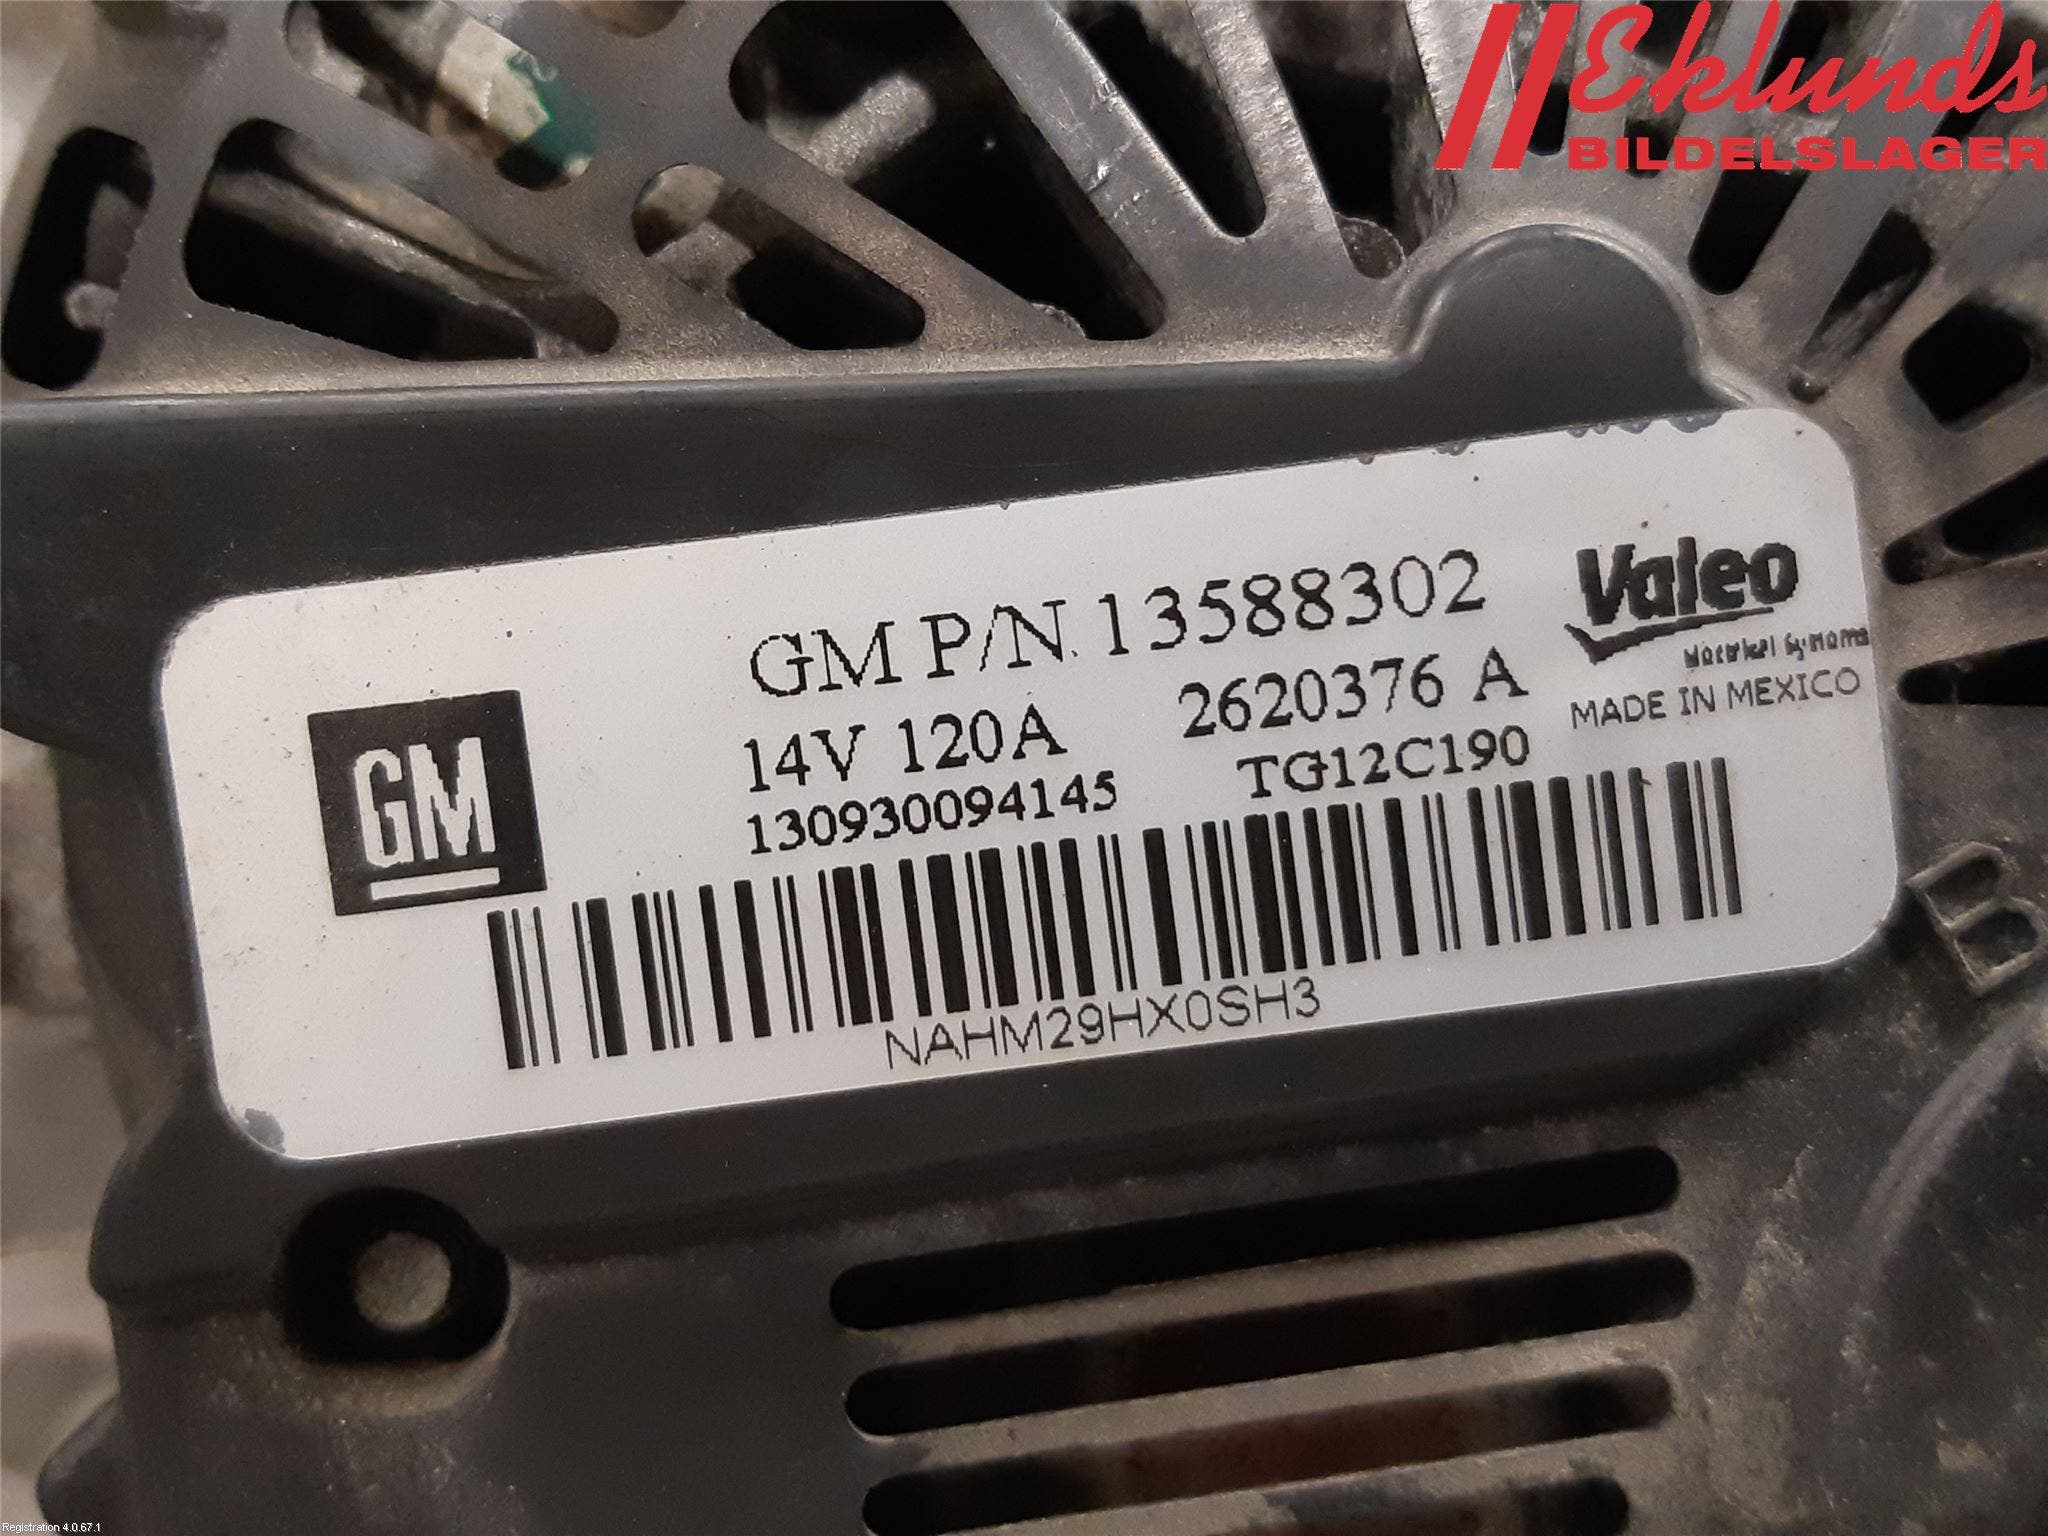 Eklunds
BILDELSLAGER
GM P/N 13588302
Valeo
14V 120A 2620376 A
MADE IN MEXICO
GM
130930094145 TG12C190
NAHM29HX0SH3
B
Registration 4.0.67.1